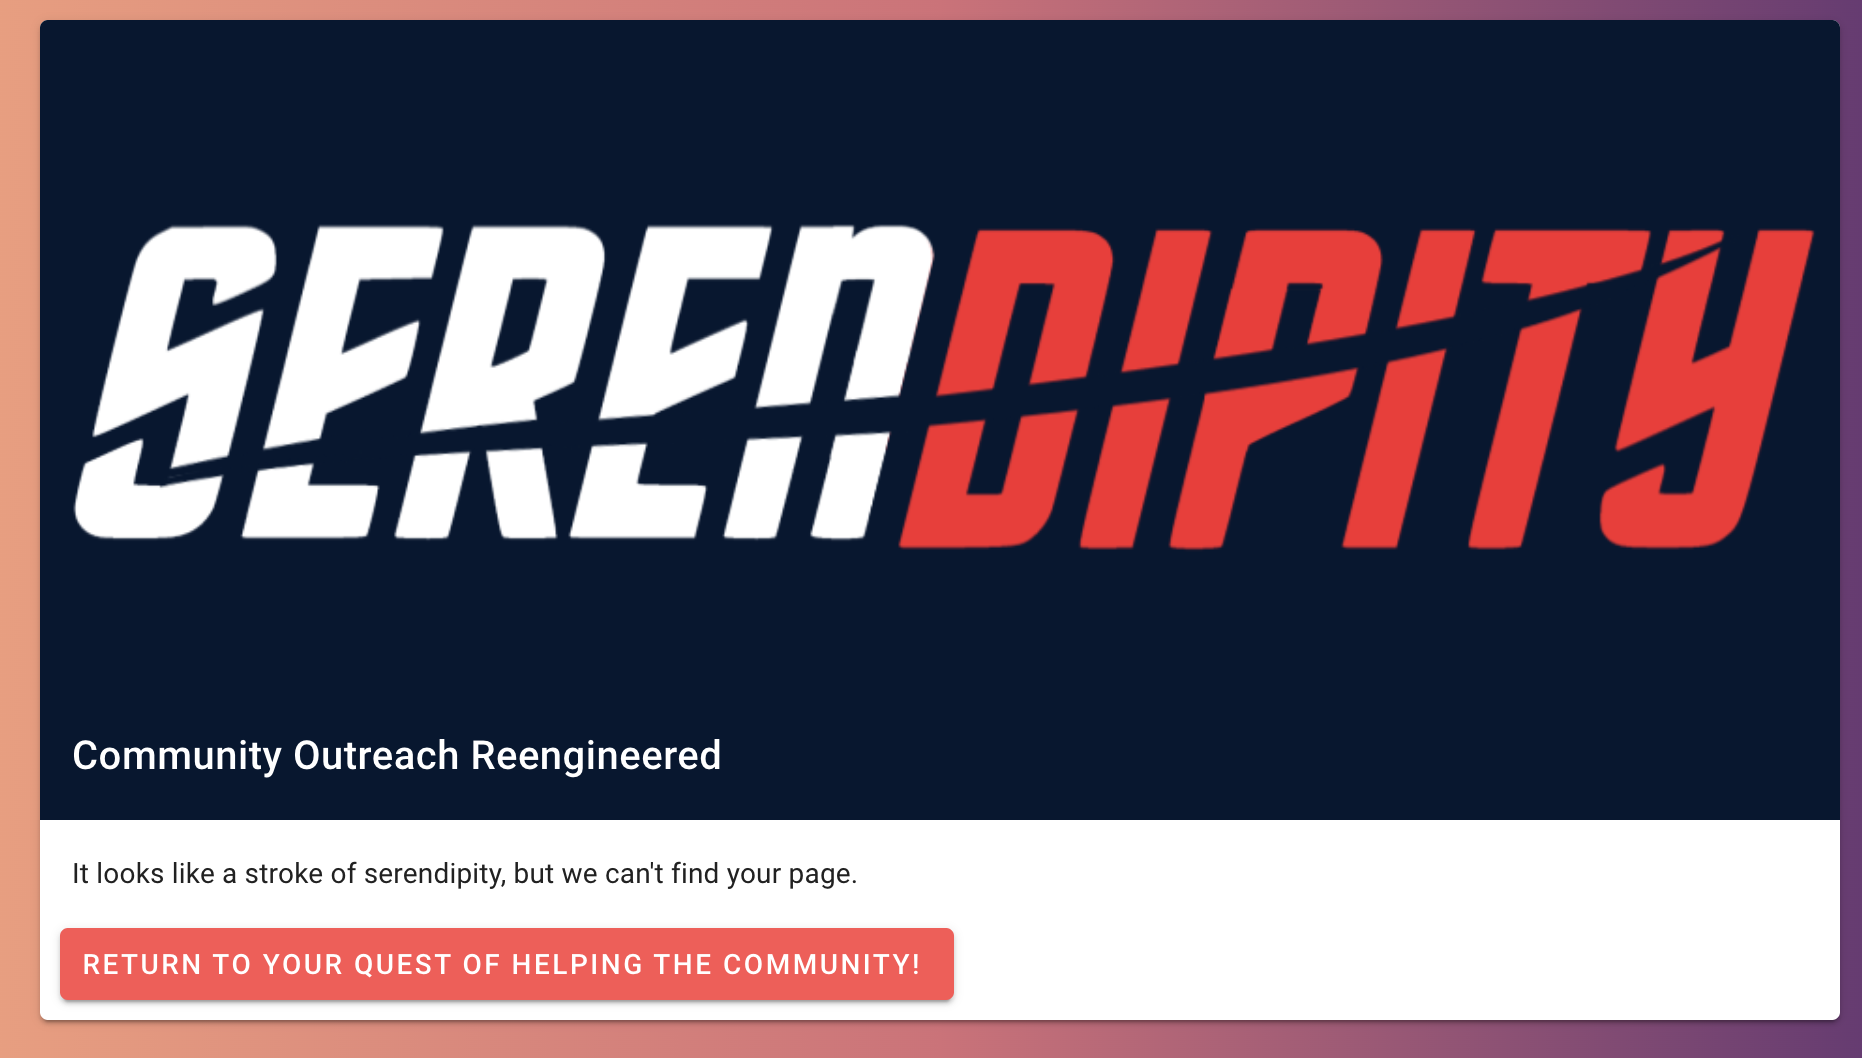 SERENDIPITY
Community Outreach Reengineered
It looks like a stroke of serendipity, but we can't find your page.
RETURN TO YOUR QUEST OF HELPING THE COMMUNITY!